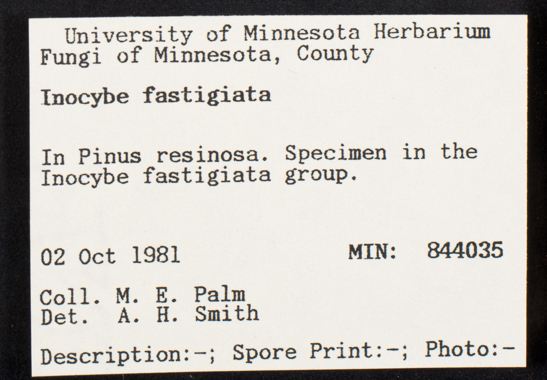 University of Minnesota Herbarium
Fungi of Minnesota, County
Inocybe fastigiata
In Pinus resinosa. Specimen in the
Inocybe fastigiata group.
02 Oct 1981 MIN: 844035
Coll. M. E. Palm
Det. A. H. Smith
Description:-; Spore Print:-; Photo:-